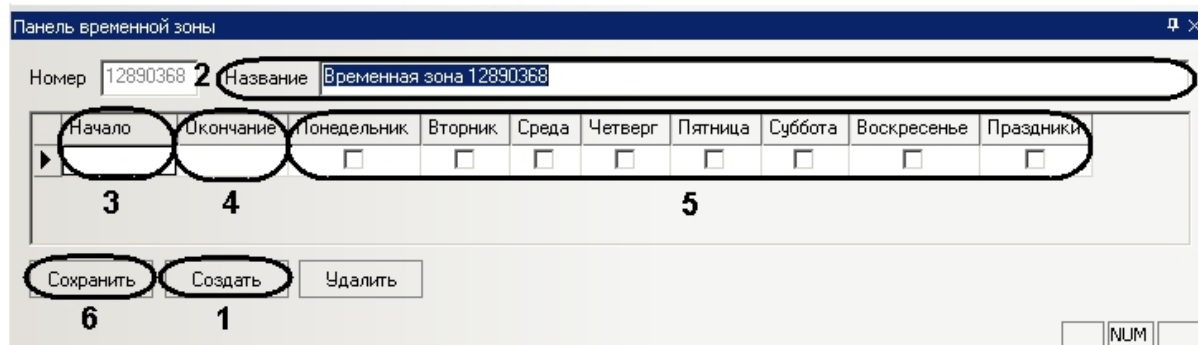 Панель временной зоны
Номер 12890368 2 Название Временная зона 12890368
Начало Окончание Понедельник Вторник Среда Четверг Пятница Суббота Воскресенье Праздники
3 4 5
Сохранить Создать Удалить
6 1
NUM